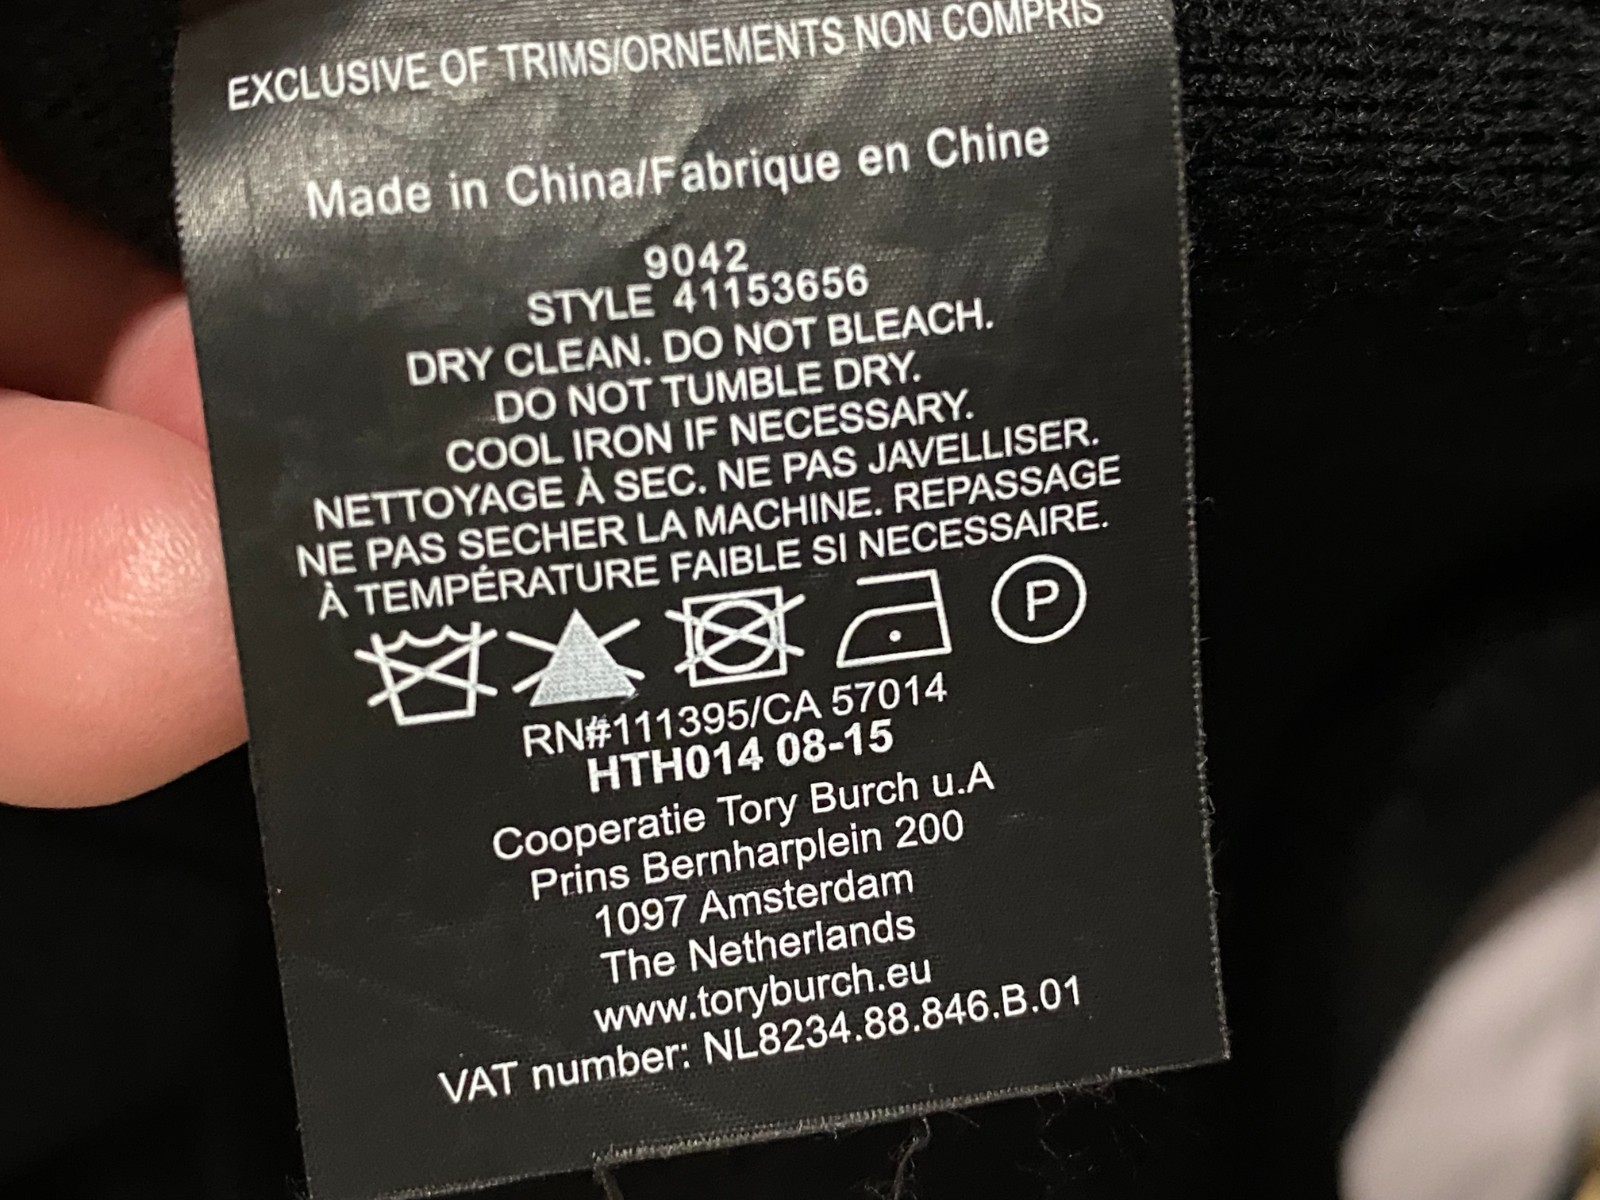 EXCLUSIVE OF TRIMS/ORNEMENTS NON COMPRIS
Made in China/Fabrique en Chine
9042
STYLE 41153656
DRY CLEAN. DO NOT BLEACH.
DO NOT TUMBLE DRY.
COOL IRON IF NECESSARY.
NETTOYAGE À SEC. NE PAS JAVELLISER.
NE PAS SECHER LA MACHINE. REPASSAGE
À TEMPÉRATURE FAIBLE SI NECESSAIRE.
P
RN#111395/CA 57014
HTH014 08-15
Cooperatie Tory Burch u.A
Prins Bernharplein 200
1097 Amsterdam
The Netherlands
www.toryburch.eu
VAT number: NL8234.88.846.B.01